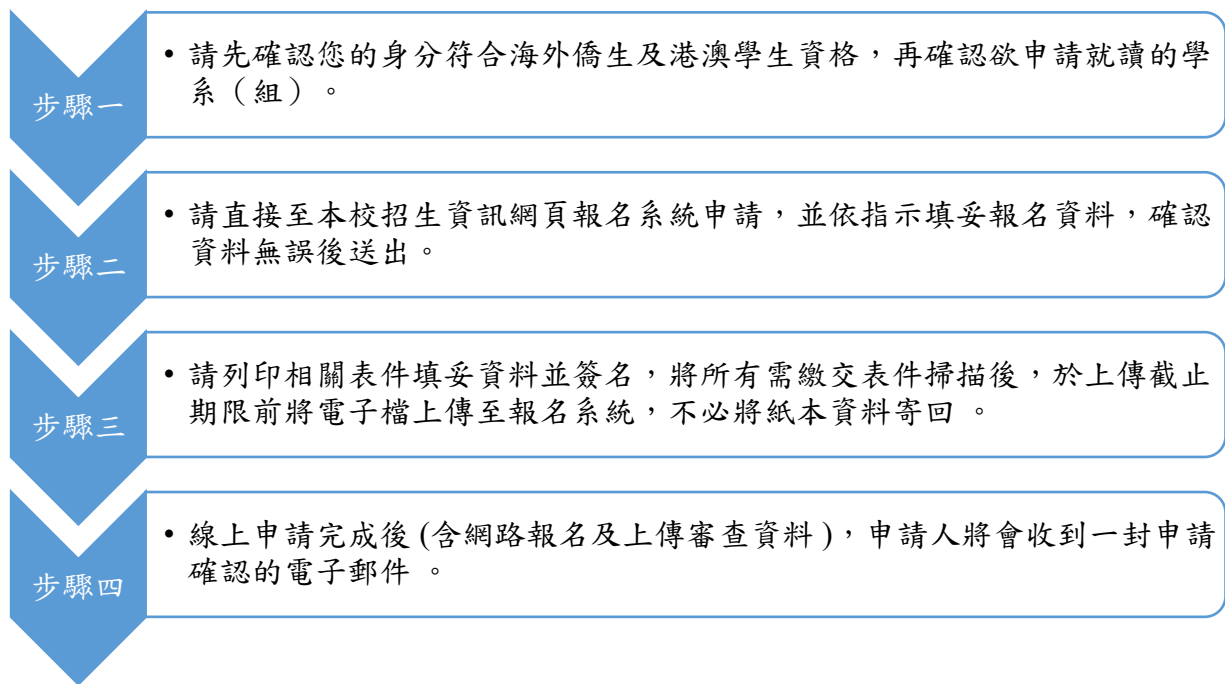 步驟一
• 請先確認您的身分符合海外僑生及港澳學生資格，再確認欲申請就讀的學
系（組）。
步驟二
• 請直接至本校招生資訊網頁報名系統申請，並依指示填妥報名資料，確認
資料無誤後送出。
步驟三
• 請列印相關表件填妥資料並簽名，將所有需繳交表件掃描後，於上傳截止
期限前將電子檔上傳至報名系統，不必將紙本資料寄回 。
步驟四
• 線上申請完成後 (含網路報名及上傳審查資料 )，申請人將會收到一封申請
確認的電子郵件 。